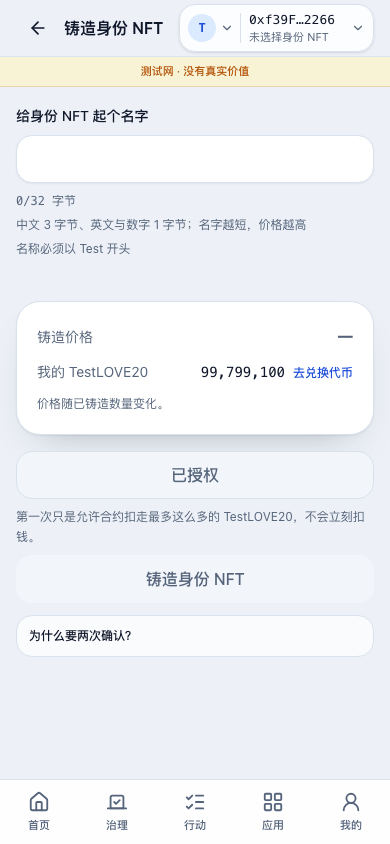 铸造身份 NFT
T
0xf39F…2266
未选择身份 NFT
测试网 · 没有真实价值
给身份 NFT 起个名字
0/32 字节
中文 3 字节、英文与数字 1 字节；名字越短，价格越高
名称必须以 Test 开头
铸造价格
—
我的 TestLOVE20 99,799,100 去兑换代币
价格随已铸造数量变化。
已授权
第一次只是允许合约扣走最多这么多的 TestLOVE20，不会立刻扣
钱。
铸造身份 NFT
为什么要两次确认?
首页 治理 行动 应用 我的